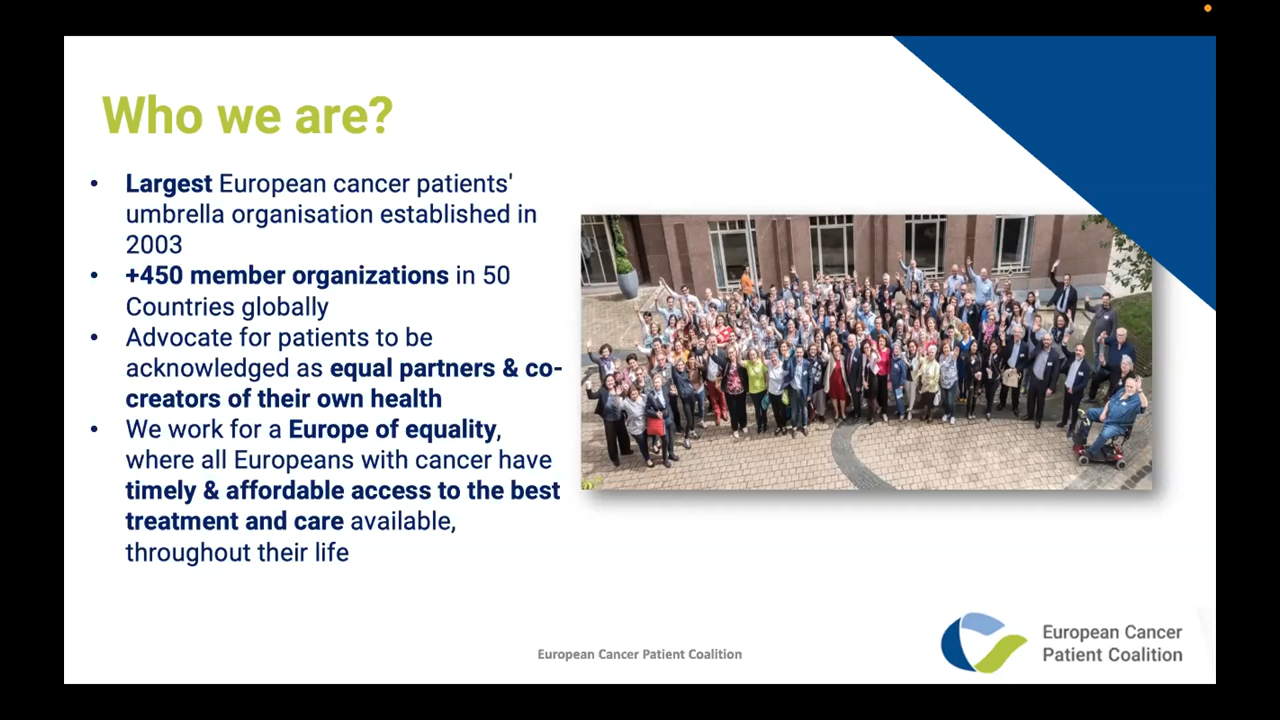 Who we are?
• Largest European cancer patients'
umbrella organisation established in
2003
• +450 member organizations in 50
Countries globally
• Advocate for patients to be
acknowledged as equal partners & co-
creators of their own health
• We work for a Europe of equality,
where all Europeans with cancer have
timely & affordable access to the best
treatment and care available,
throughout their life
European Cancer Patient Coalition
European Cancer
Patient Coalition